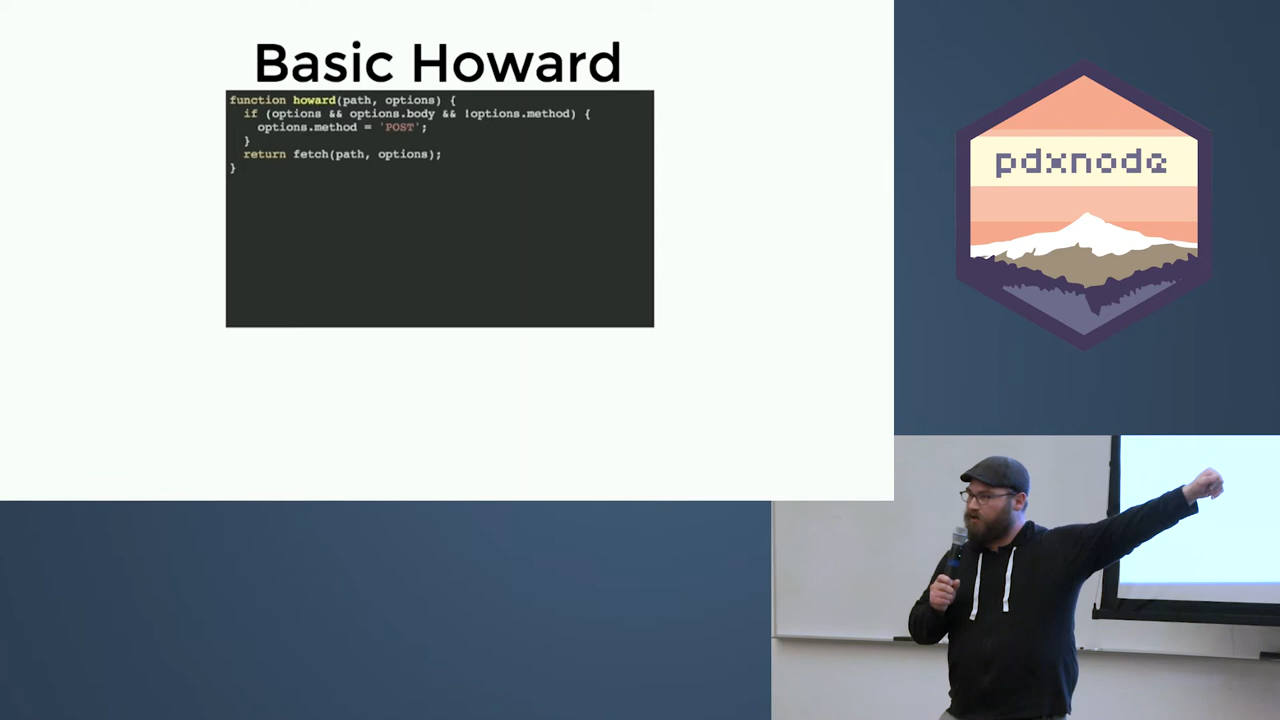 Basic Howard
function howard(path, options) {
  if (options && options.body && !options.method) {
    options.method = 'POST';
  }
  return fetch(path, options);
}
pdxnode